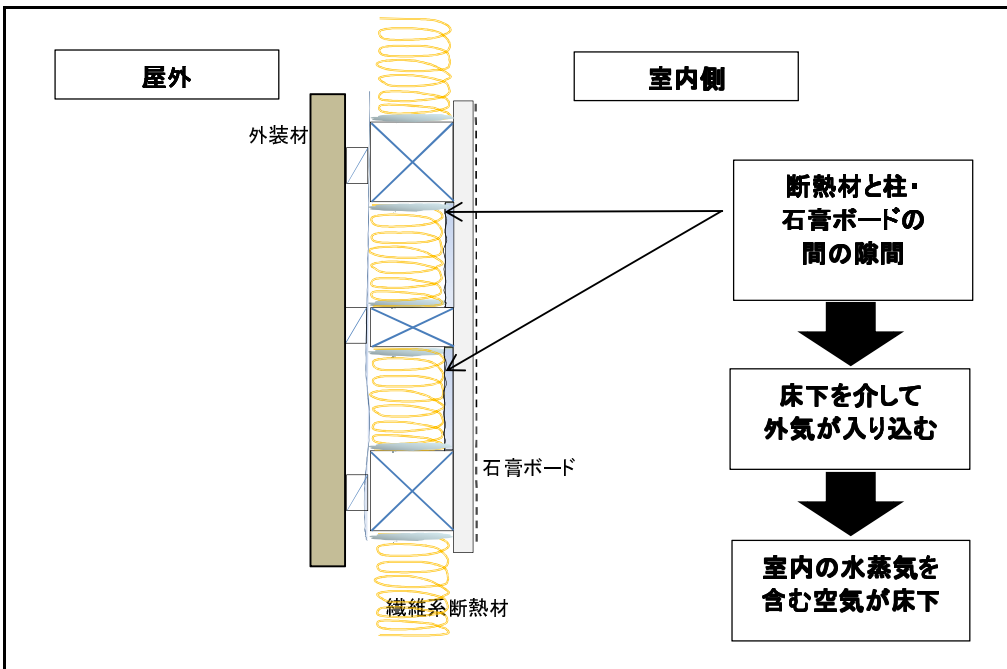 屋外
室内側
外装材
断熱材と柱・
石膏ボードの
間の隙間
床下を介して
外気が入り込む
石膏ボード
室内の水蒸気を
含む空気が床下
繊維系断熱材